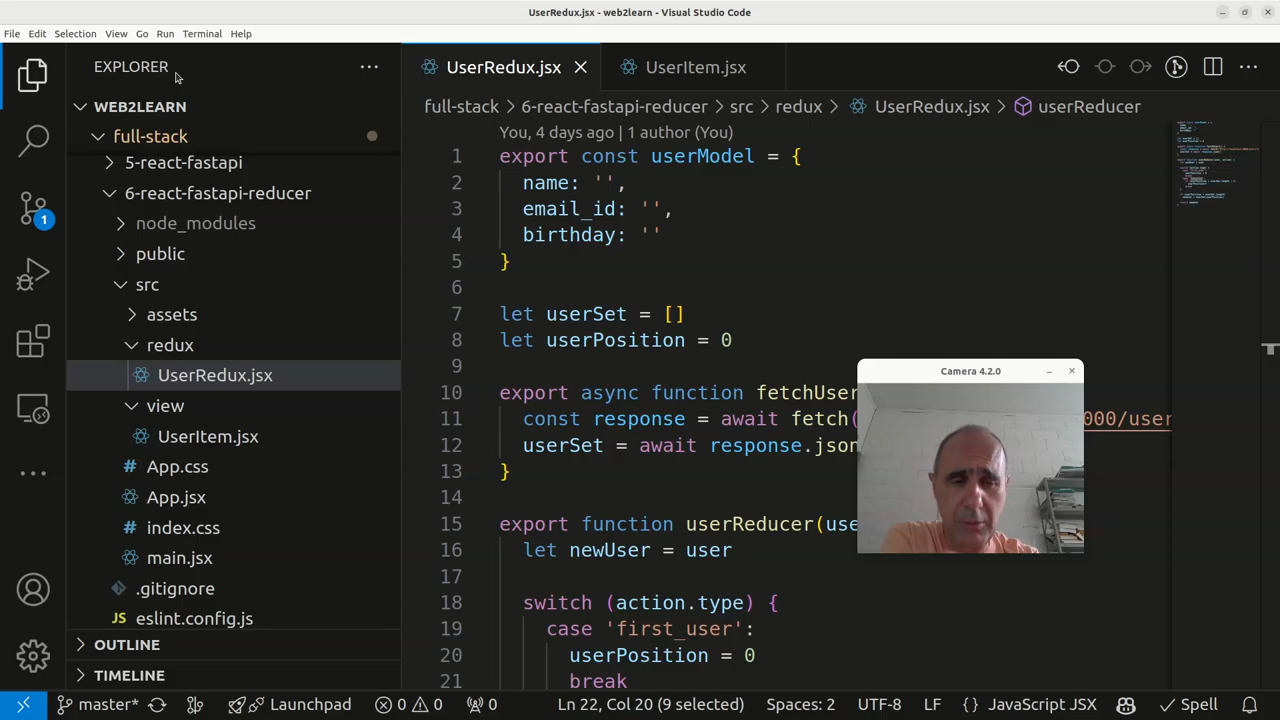 UserRedux.jsx - web2learn - Visual Studio Code
File Edit Selection View Go Run Terminal Help
EXPLORER
WEB2LEARN
full-stack
5-react-fastapi
6-react-fastapi-reducer
node_modules
public
src
assets
redux
UserRedux.jsx
view
UserItem.jsx
App.css
App.jsx
index.css
main.jsx
.gitignore
JS eslint.config.js
OUTLINE
TIMELINE
1
UserRedux.jsx UserItem.jsx
full-stack > 6-react-fastapi-reducer > src > redux > UserRedux.jsx > userReducer
You, 4 days ago | 1 author (You)
1 export const userModel = {
2 name: '',
3 email_id: '',
4 birthday: ''
5 }
6
7 let userSet = []
8 let userPosition = 0
9
10 export async function fetchUser
11 const response = await fetch( 000/user
12 userSet = await response.json
13 }
14
15 export function userReducer(use
16 let newUser = user
17
18 switch (action.type) {
19 case 'first_user':
20 userPosition = 0
21 break
Camera 4.2.0
master* Launchpad 0 0 0 Ln 22, Col 20 (9 selected) Spaces: 2 UTF-8 LF JavaScript JSX Spell